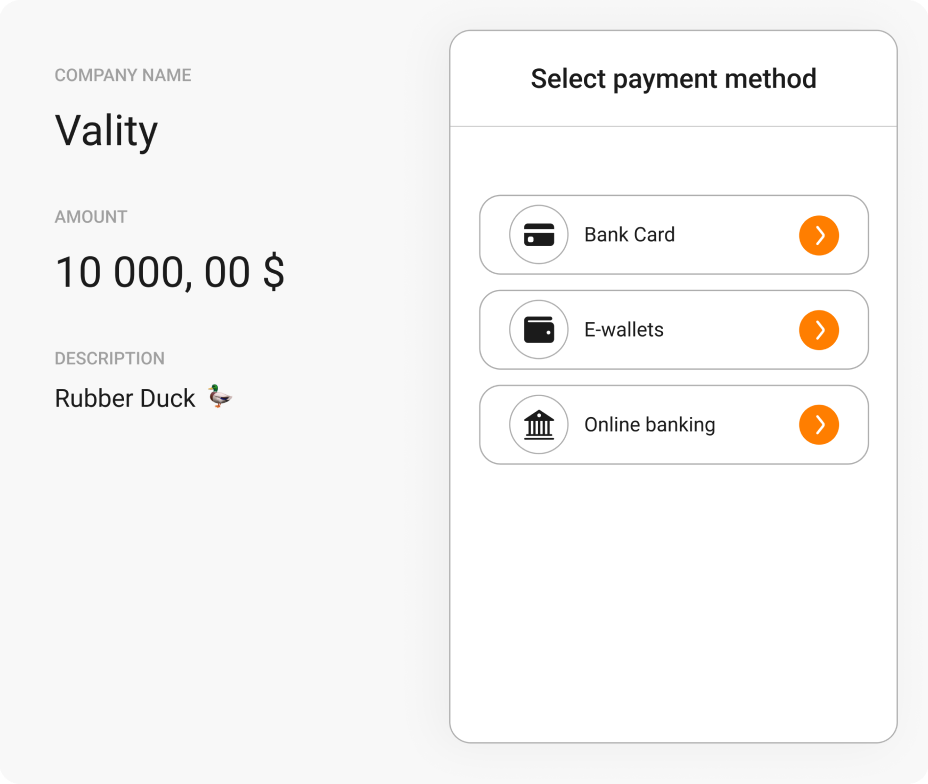 COMPANY NAME
Vality
AMOUNT
10 000, 00 $
DESCRIPTION
Rubber Duck 🦆
Select payment method
Bank Card
E-wallets
Online banking